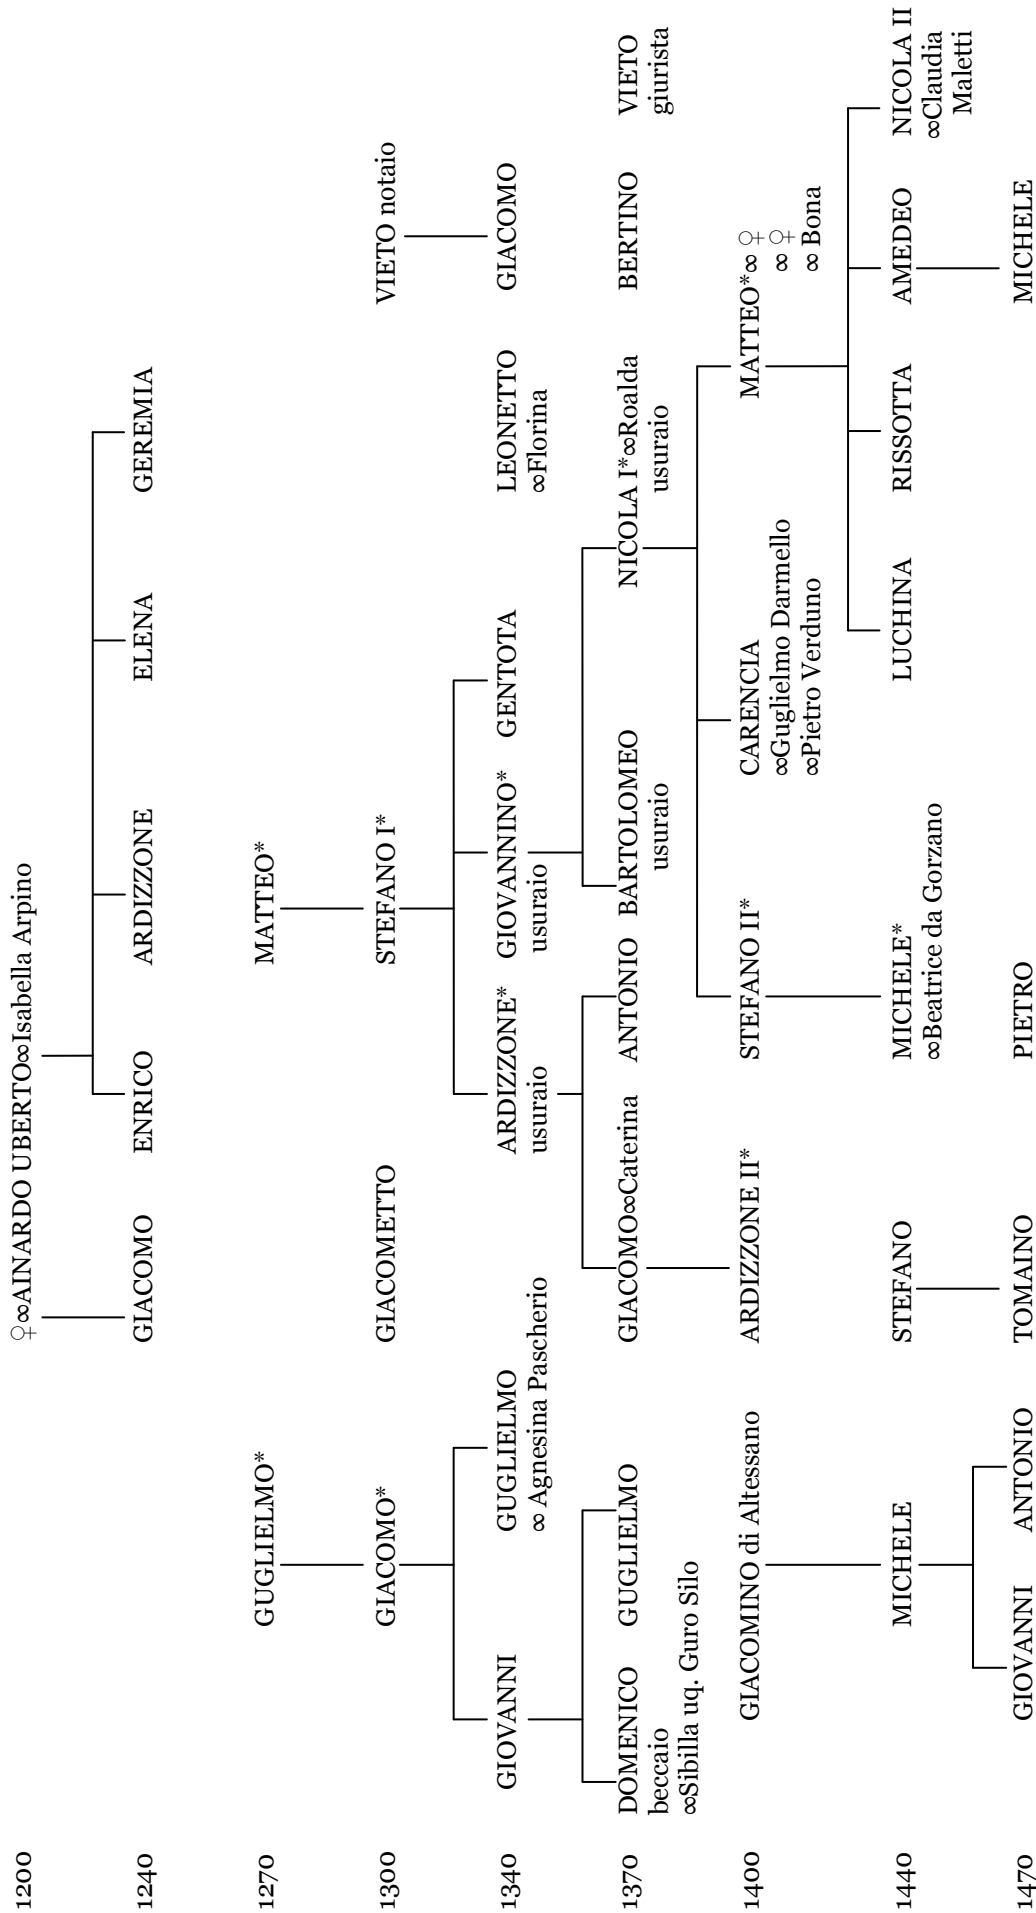 1200
♀∞AINARDO UBERTO∞Isabella Arpino
1240
GIACOMO
ENRICO
ARDIZZONE
ELENA
GEREMIA
1270
GUGLIELMO*
MATTEO*
1300
GIACOMO*
GIACOMETTO
STEFANO I*
VIETO notaio
1340
GIOVANNI
GUGLIELMO
∞ Agnesina Pascherio
ARDIZZONE*
usuraio
GIOVANNINO*
usuraio
GENTOTA
LEONETTO
∞Florina
GIACOMO
1370
DOMENICO
beccaio
∞Sibilla uq. Guro Silo
GUGLIELMO
GIACOMO∞Caterina
ANTONIO
BARTOLOMEO
usuraio
NICOLA I*∞Roalda
usuraio
BERTINO
VIETO
giurista
1400
GIACOMINO di Altessano
ARDIZZONE II*
STEFANO II*
CARENCIA
∞Guglielmo Darmello
∞Pietro Verduno
MATTEO*∞ ♀
∞ ♀
∞ Bona
1440
MICHELE
STEFANO
MICHELE*
∞Beatrice da Gorzano
LUCHINA
RISSOTTA
AMEDEO
NICOLA II
∞Claudia
Maletti
1470
GIOVANNI
ANTONIO
TOMAINO
PIETRO
MICHELE